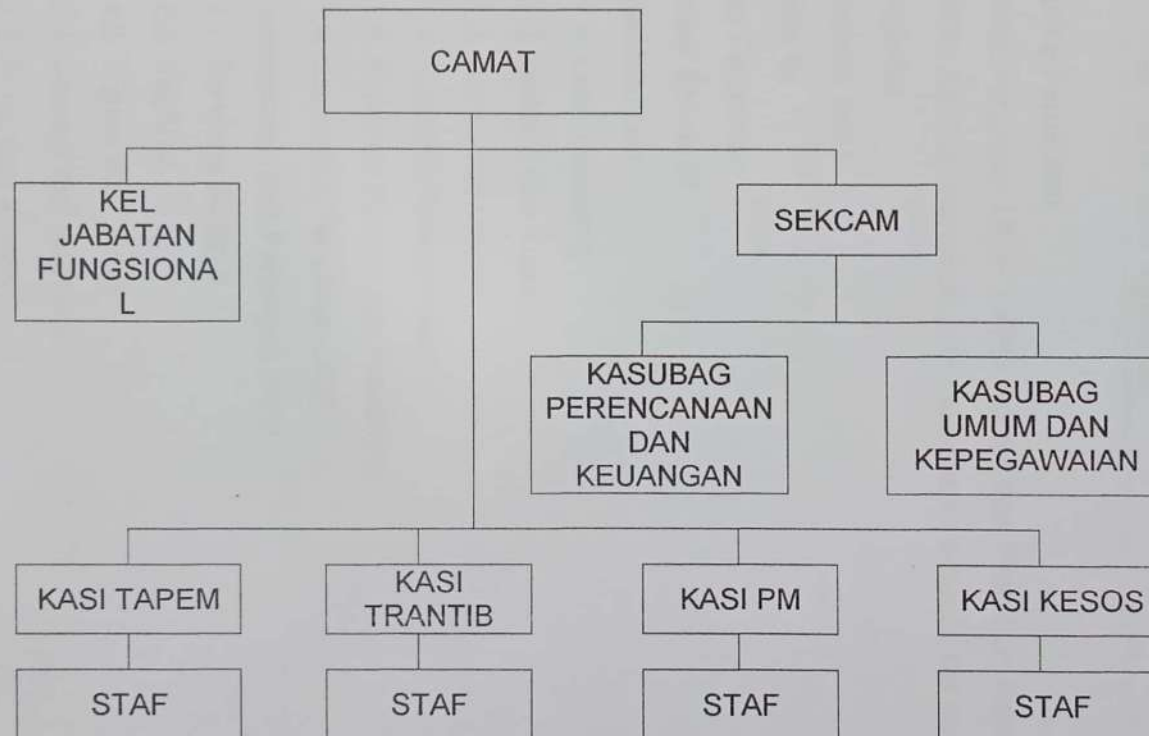 CAMAT
KEL
JABATAN
FUNGSIONA
L
SEKCAM
KASUBAG
PERENCANAAN
DAN
KEUANGAN
KASUBAG
UMUM DAN
KEPEGAWAIAN
KASI TAPEM
KASI
TRANTIB
KASI PM
KASI KESOS
STAF
STAF
STAF
STAF